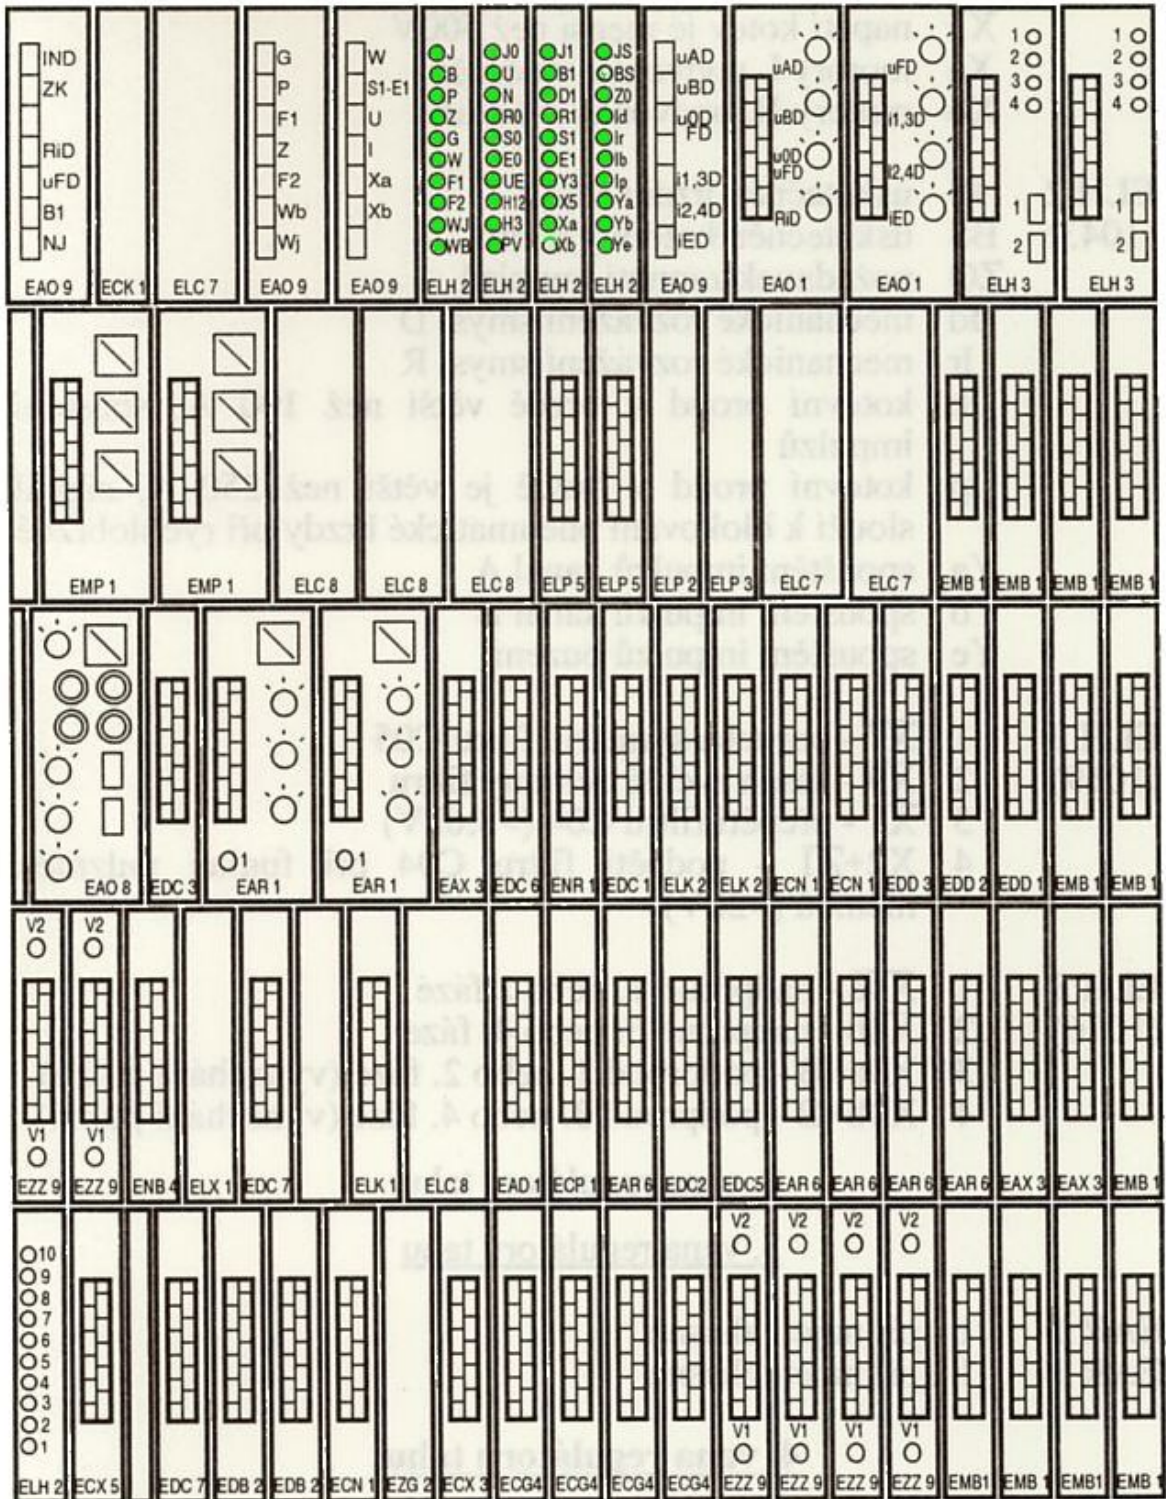 IND
ZK
RiD
uFD
B1
NJ
EAO 9
ECK 1
ELC 7
G
P
F1
Z
F2
Wb
Wj
EAO 9
W
S1-E1
U
I
Xa
Xb
EAO 9
J
B
P
Z
G
W
F1
F2
WJ
WB
ELH 2
J0
U
N
R0
S0
E0
UE
H12
H3
PV
ELH 2
J1
B1
D1
R1
S1
E1
Y3
X5
Xa
Xb
ELH 2
JS
BS
Z0
Id
Ir
Ib
Ip
Ya
Yb
Ye
ELH 2
uAD
uBD
u0D
FD
i1,3D
i2,4D
iED
EAO 9
uAD
uBD
u0D
uFD
RiD
EAO 1
uFD
i1,3D
i2,4D
iED
EAO 1
1
2
3
4
1
2
ELH 3
1
2
3
4
1
2
ELH 3
EMP 1 EMP 1 ELC 8 ELC 8 ELC 8 ELP 5 ELP 5 ELP 2 ELP 3 ELC 7 ELC 7 EMB 1 EMB 1 EMB 1 EMB 1
1 1
EAO 8 EDC 3 EAR 1 EAR 1 EAX 3 EDC 6 ENR 1 EDC 1 ELK 2 ELK 2 ECN 1 ECN 1 EDD 3 EDD 2 EDD 1 EMB 1 EMB 1
V2 V2
V1 V1
EZZ 9 EZZ 9 ENB 4 ELX 1 EDC 7 ELK 1 ELC 8 EAD 1 ECP 1 EAR 6 EDC2 EDC5 EAR 6 EAR 6 EAR 6 EAR 6 EAX 3 EAX 3 EMB 1
V2 V2 V2 V2
10
9
8
7
6
5
4
3
2
1
V1 V1 V1 V1
ELH 2 ECX 5 EDC 7 EDB 2 EDB 2 ECN 1 EZG 2 ECX 3 ECG4 ECG4 ECG4 ECG4 EZZ 9 EZZ 9 EZZ 9 EZZ 9 EMB1 EMB 1 EMB1 EMB 1